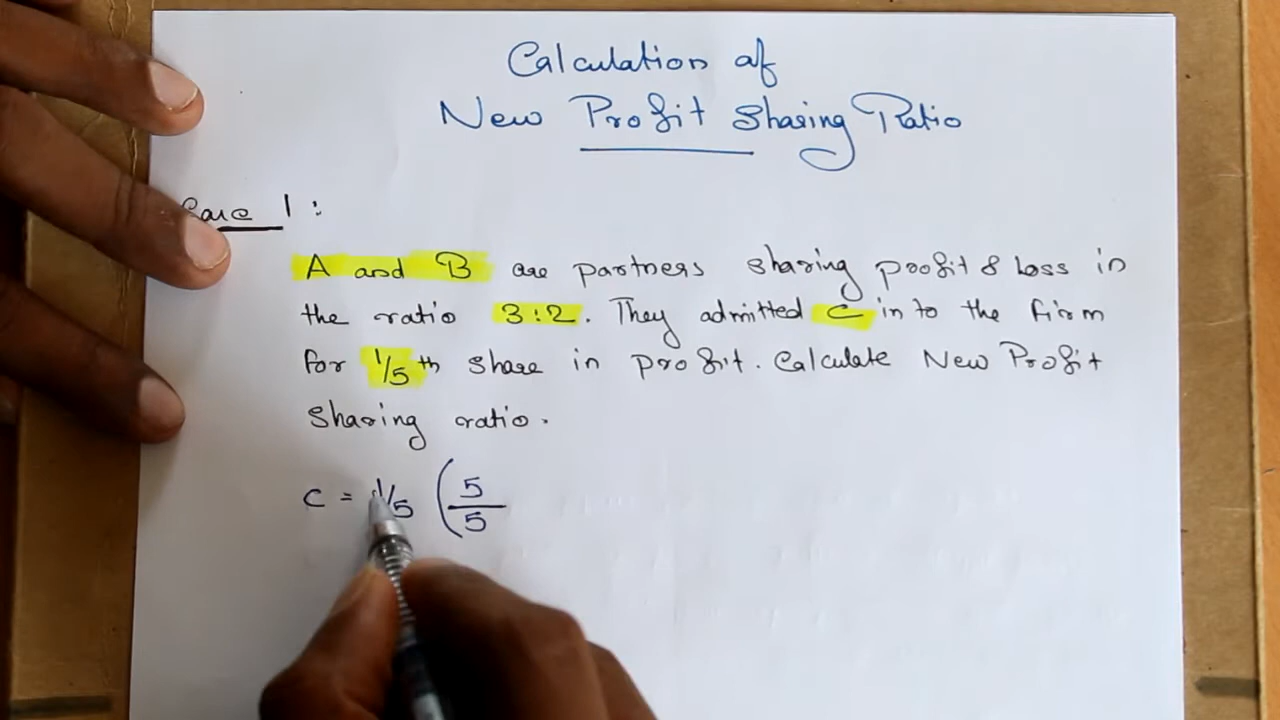 Calculation of
New Profit Sharing Ratio
Case 1:
A and B are partners sharing profit & loss in
the ratio 3:2. They admitted C in to the firm
for 1/5th share in profit. Calculate New Profit
Sharing ratio.
C = 1/5 (5/5